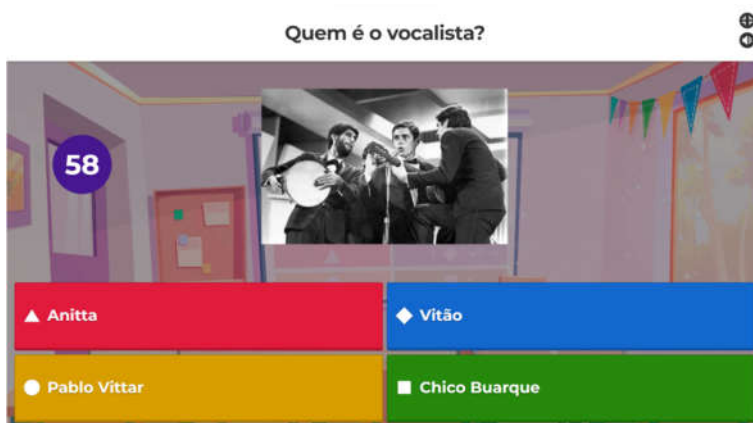 Quem é o vocalista?
58
Anitta
Vitão
Pablo Vittar
Chico Buarque